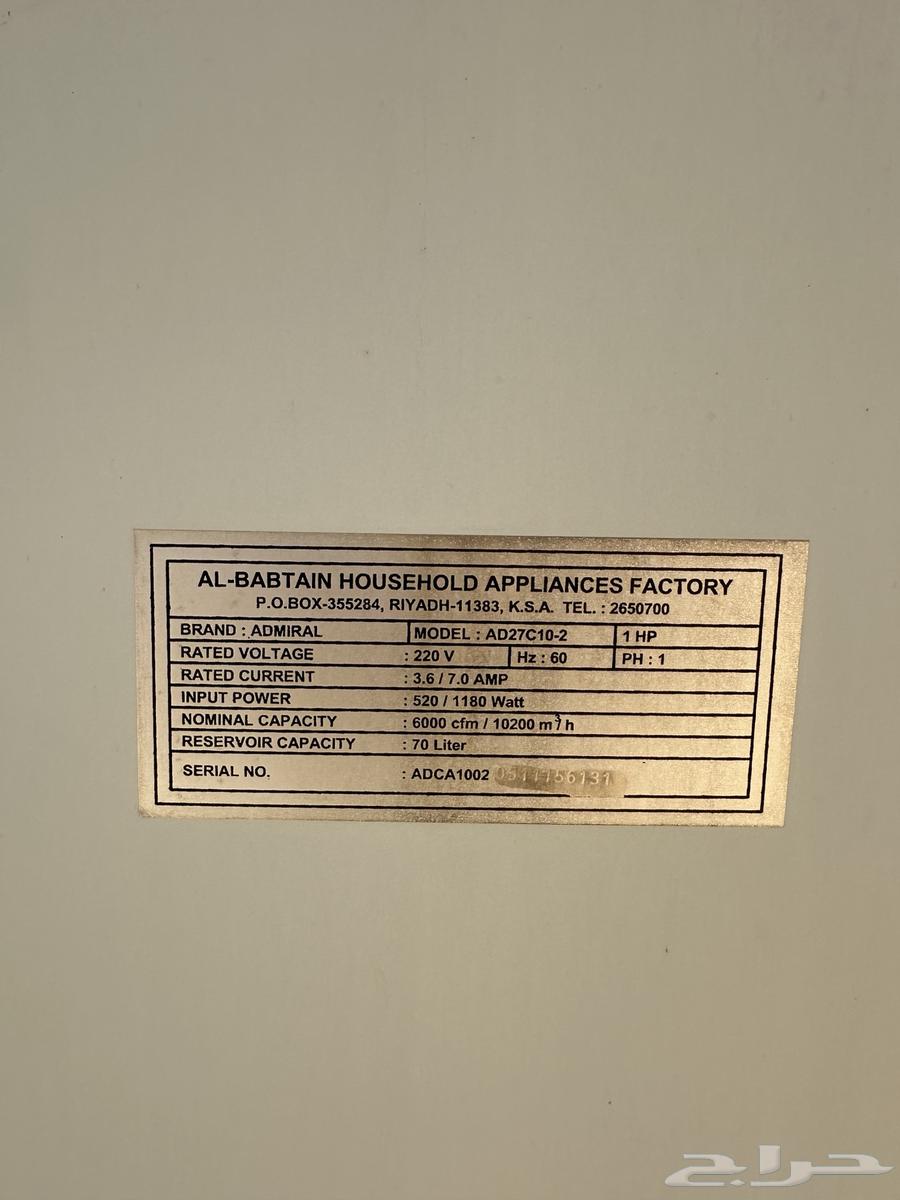 AL-BABTAIN HOUSEHOLD APPLIANCES FACTORY
P.O.BOX-355284, RIYADH-11383, K.S.A. TEL. : 2650700
BRAND : ADMIRAL MODEL : AD27C10-2 1 HP
RATED VOLTAGE : 220 V Hz : 60 PH : 1
RATED CURRENT : 3.6 / 7.0 AMP
INPUT POWER : 520 / 1180 Watt
NOMINAL CAPACITY : 6000 cfm / 10200 m³/h
RESERVOIR CAPACITY : 70 Liter
SERIAL NO. : ADCA1002
حراج